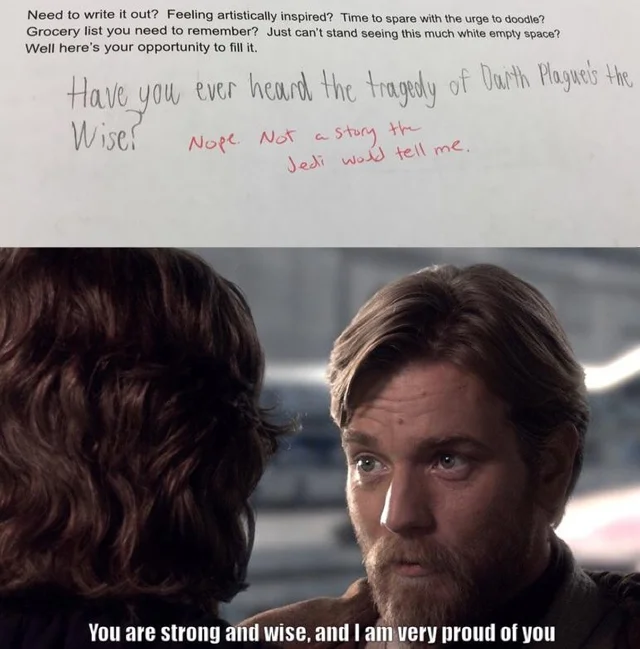 Need to write it out? Feeling artistically inspired? Time to spare with the urge to doodle?
Grocery list you need to remember? Just can't stand seeing this much white empty space?
Well here's your opportunity to fill it.
Have you ever heard the tragedy of Darth Plagueis the
Wise?
Nope. Not a story the
Jedi would tell me.
You are strong and wise, and I am very proud of you